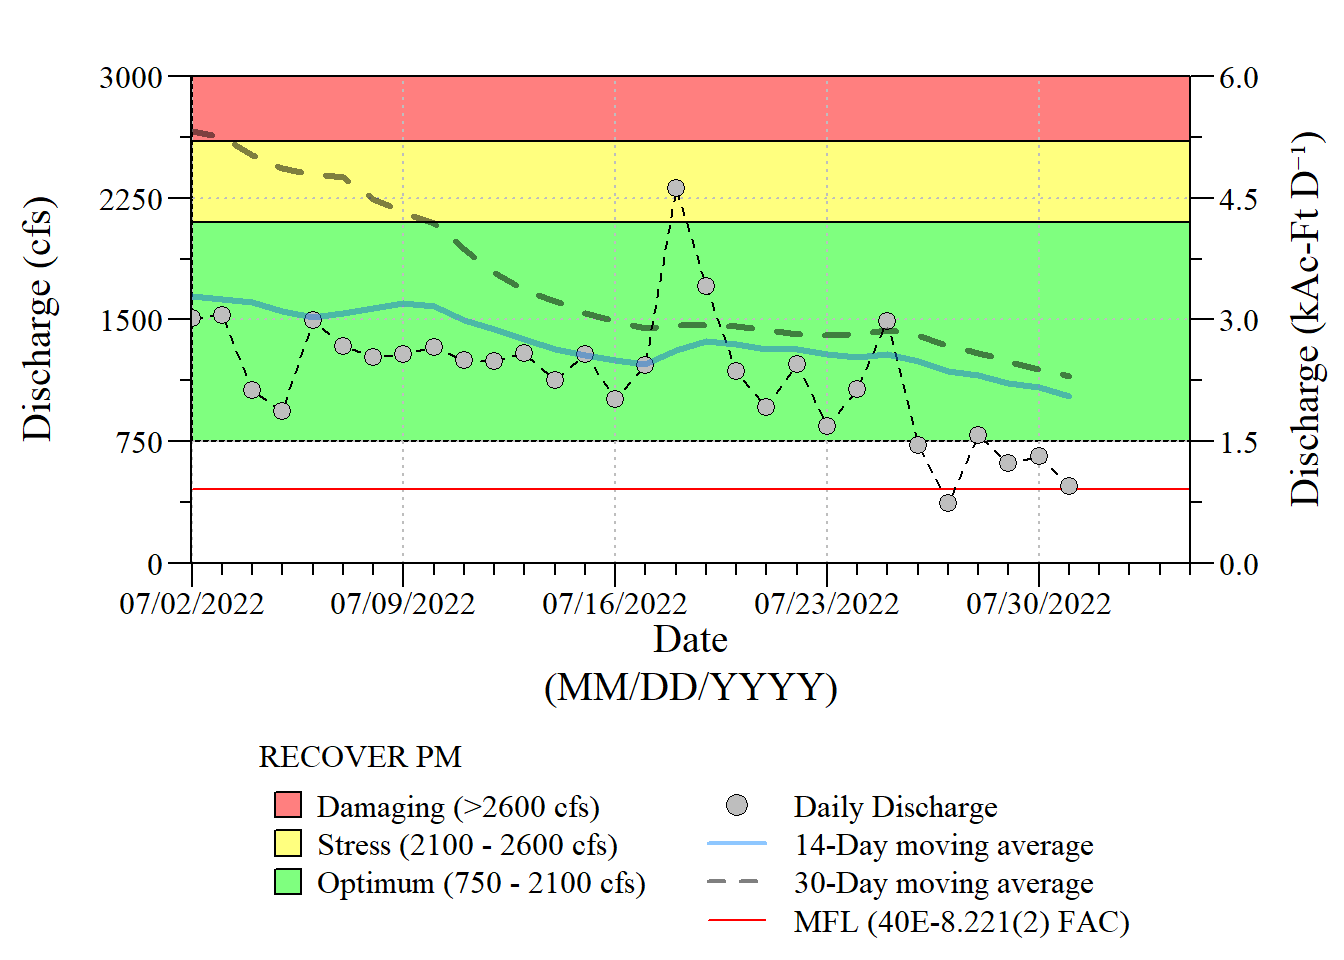 3000
2250
1500
750
0
Discharge (cfs)
6.0
4.5
3.0
1.5
0.0
Discharge (kAc-Ft D⁻¹)
07/02/2022 07/09/2022 07/16/2022 07/23/2022 07/30/2022
Date
(MM/DD/YYYY)
RECOVER PM
Damaging (>2600 cfs)
Stress (2100 - 2600 cfs)
Optimum (750 - 2100 cfs)
Daily Discharge
14-Day moving average
30-Day moving average
MFL (40E-8.221(2) FAC)